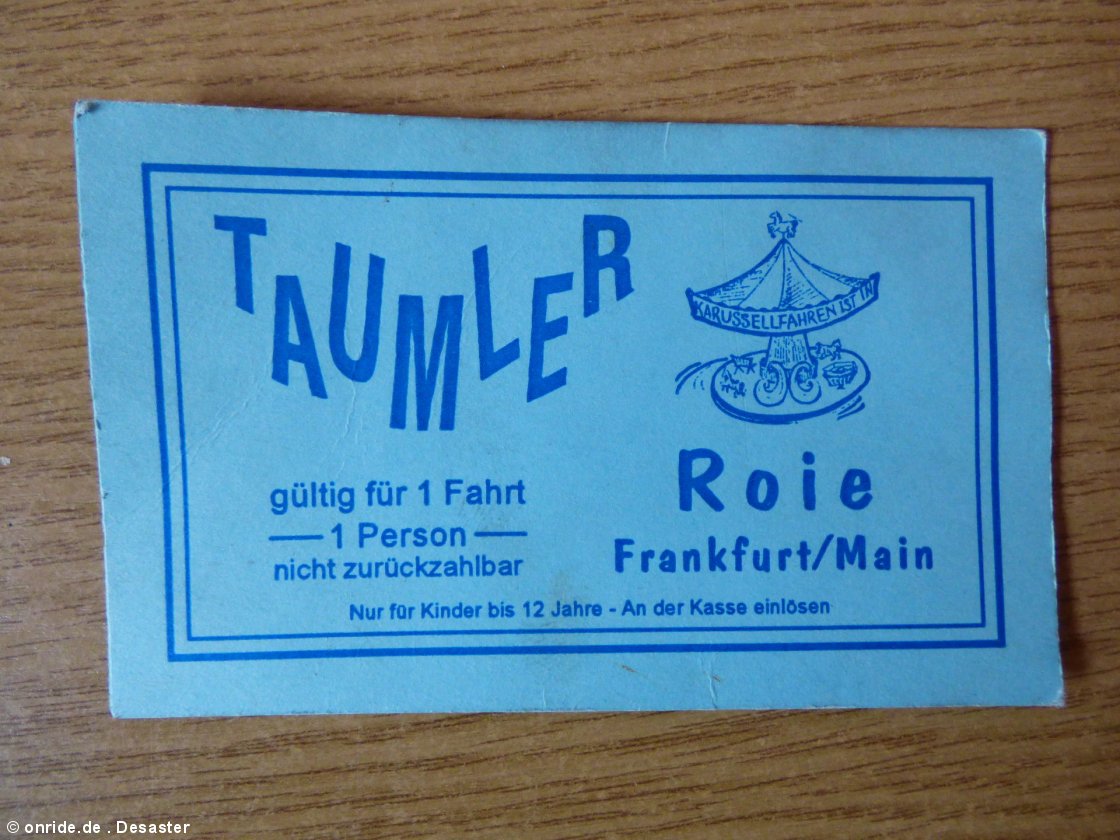 TAUMLER
KARUSSELLFAHREN IST IN
gültig für 1 Fahrt
— 1 Person —
nicht zurückzahlbar
Roie
Frankfurt/Main
Nur für Kinder bis 12 Jahre - An der Kasse einlösen
© onride.de . Desaster